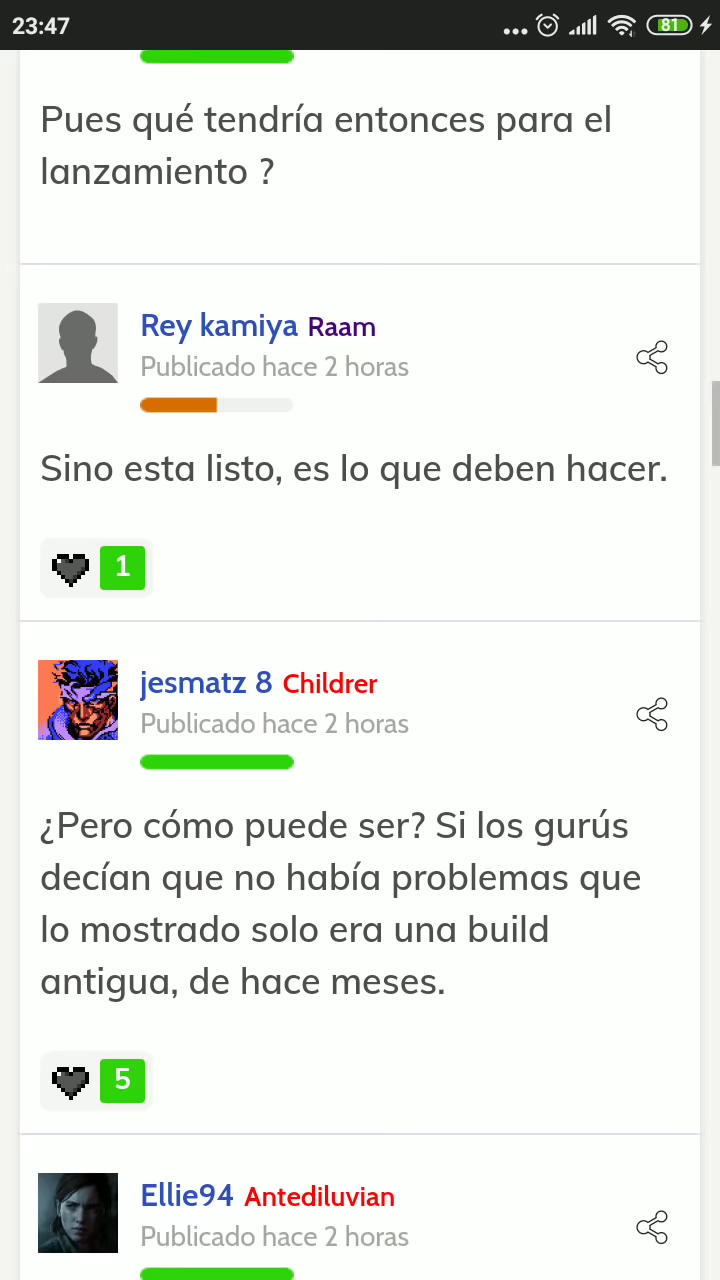 23:47
81
Pues qué tendría entonces para el
lanzamiento ?
Rey kamiya Raam
Publicado hace 2 horas
Sino esta listo, es lo que deben hacer.
1
jesmatz 8 Childrer
Publicado hace 2 horas
¿Pero cómo puede ser? Si los gurús
decían que no había problemas que
lo mostrado solo era una build
antigua, de hace meses.
5
Ellie94 Antediluvian
Publicado hace 2 horas